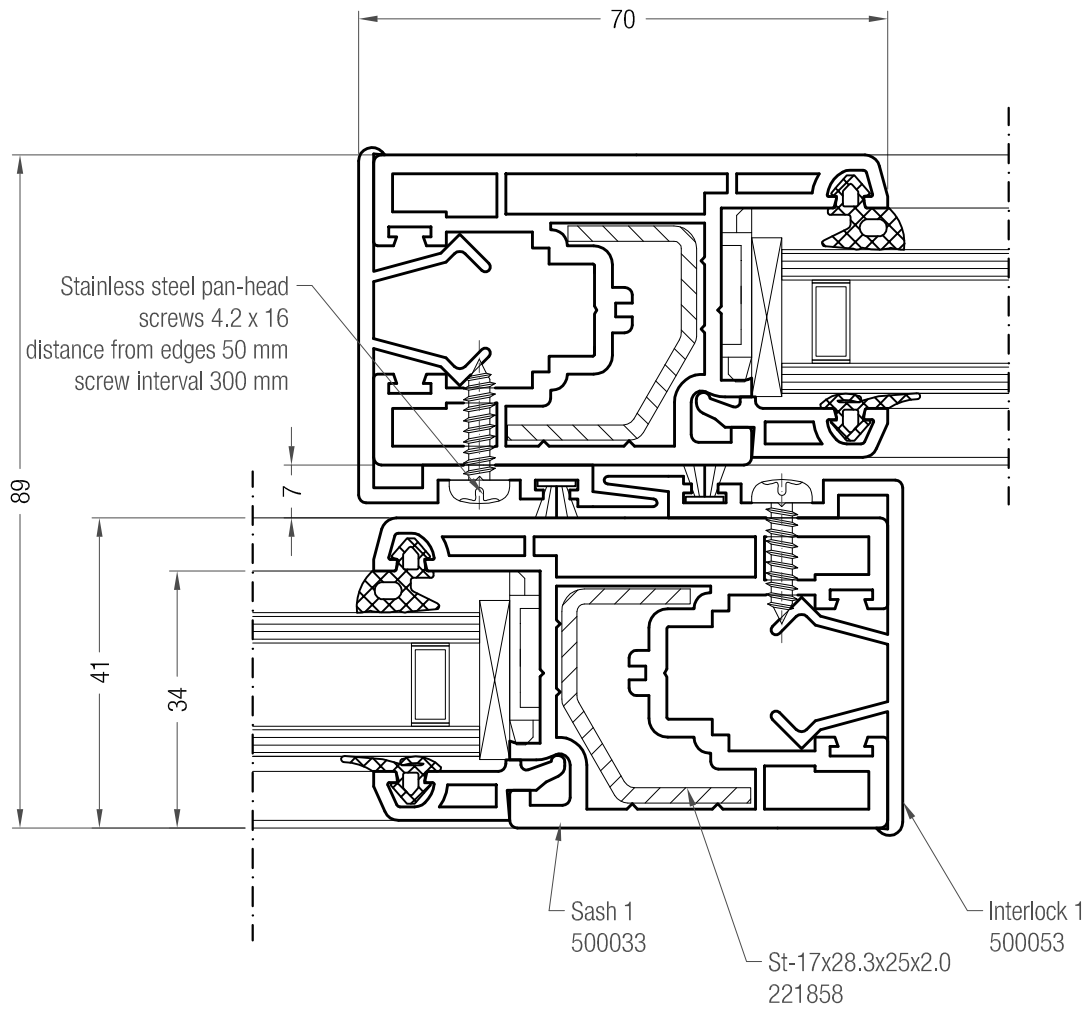 70
Stainless steel pan-head
screws 4.2 x 16
distance from edges 50 mm
screw interval 300 mm
89
7
41
34
Sash 1
500033
Interlock 1
500053
St-17x28.3x25x2.0
221858